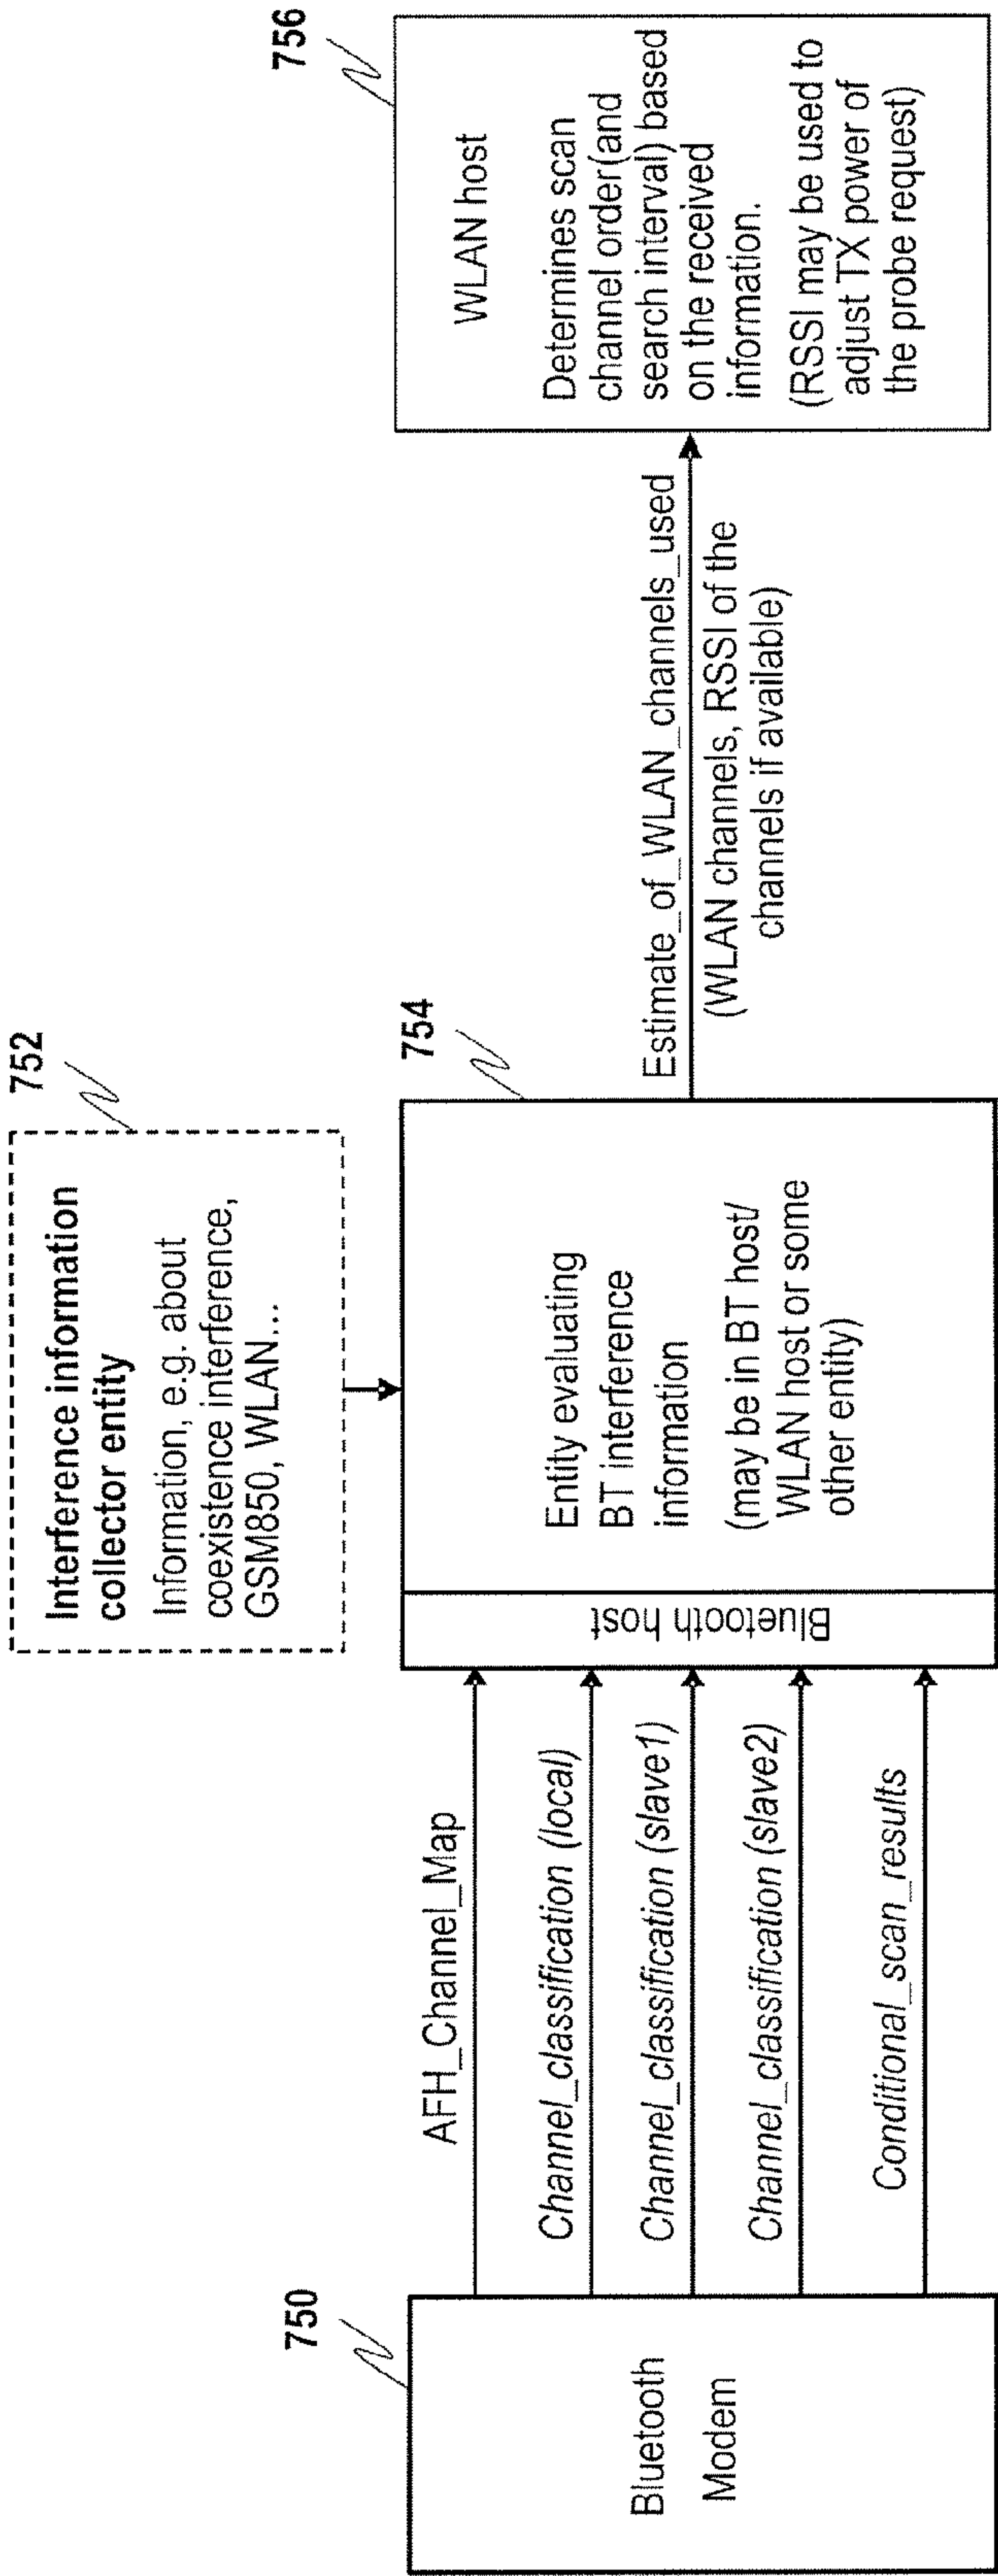 750
Bluetooth
Modem
AFH_Channel_Map
Channel_classification (local)
Channel_classification (slave1)
Channel_classification (slave2)
Conditional_scan_results
752
Interference information
collector entity
Information, e.g. about
coexistence interference,
GSM850, WLAN...
754
Bluetooth host
Entity evaluating
BT interference
information
(may be in BT host/
WLAN host or some
other entity)
Estimate_of_WLAN_channels_used
(WLAN channels, RSSI of the
channels if available)
756
WLAN host
Determines scan
channel order(and
search interval) based
on the received
information.
(RSSI may be used to
adjust TX power of
the probe request)